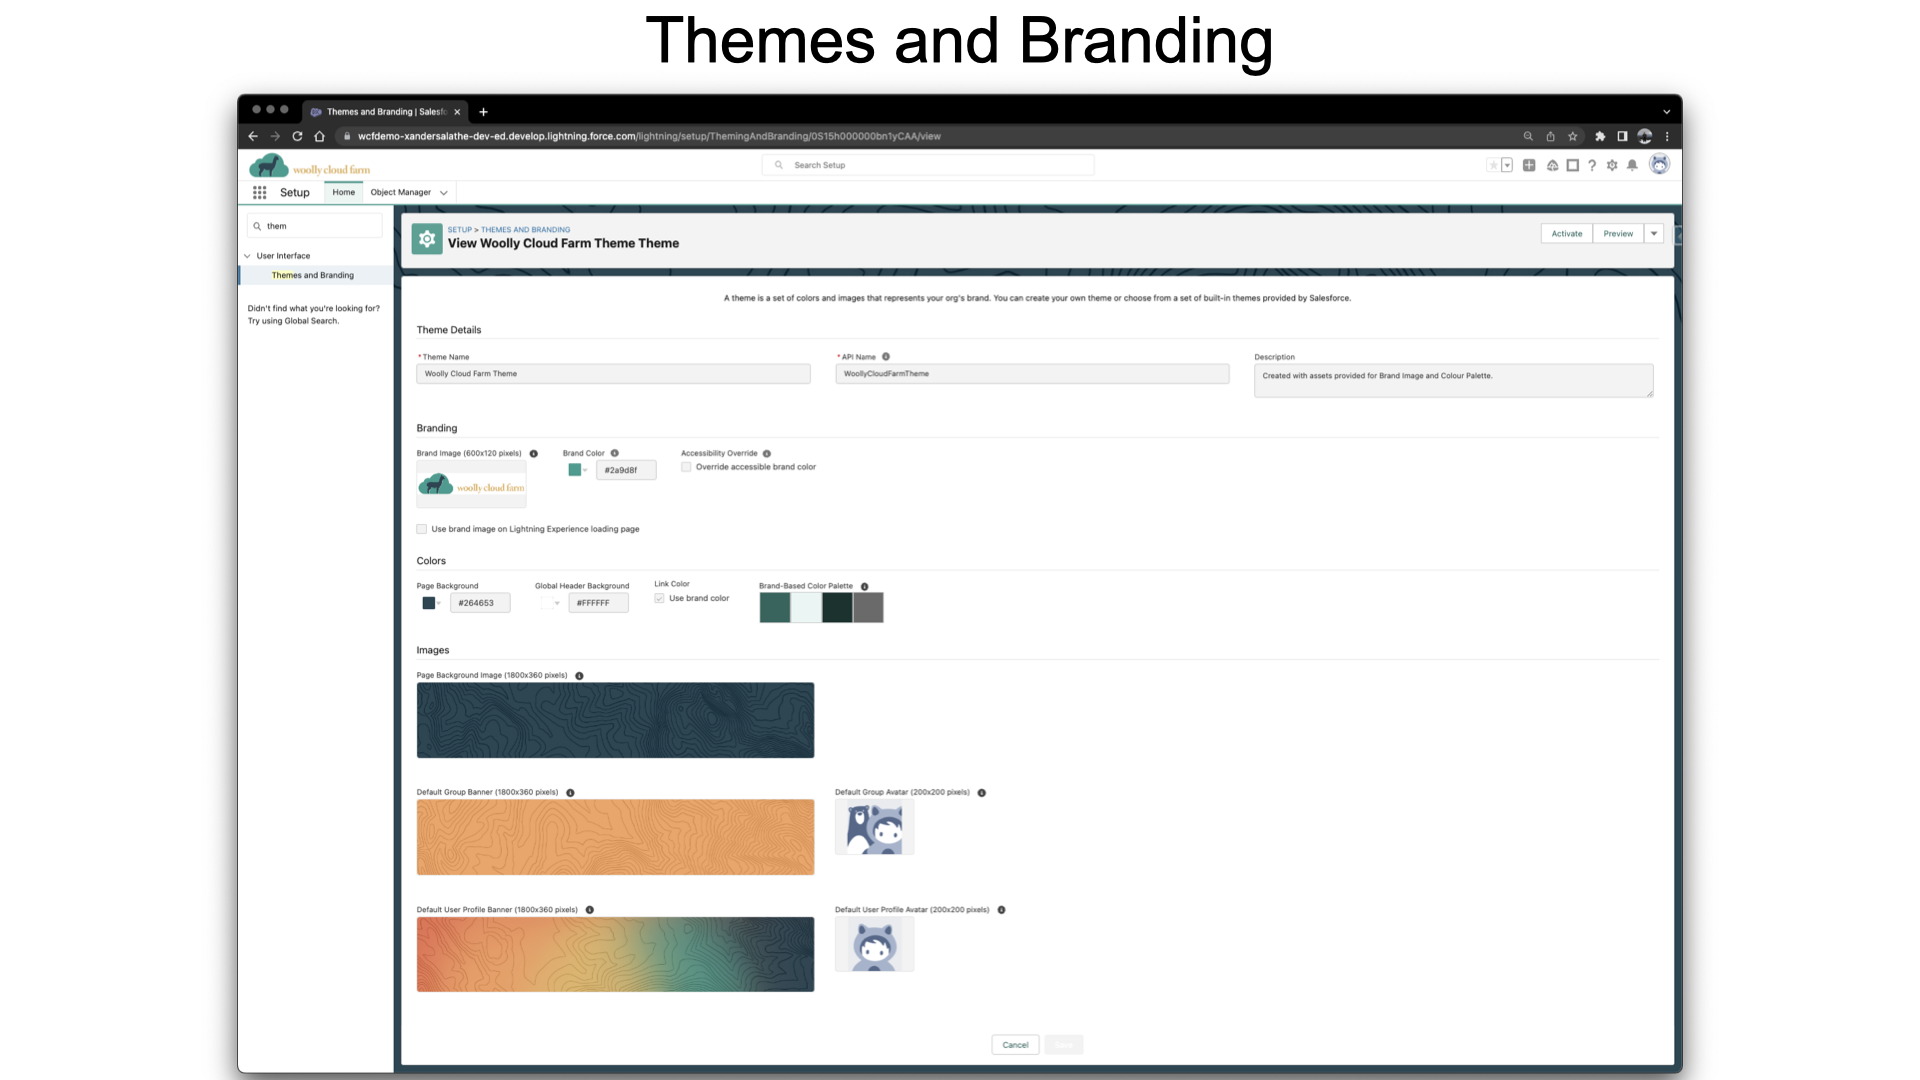 Themes and Branding
Themes and Branding | Salesfo
wcfdemo-xandersalathe-dev-ed.develop.lightning.force.com/lightning/setup/ThemingAndBranding/0S15h000000bn1yCAA/view
woolly cloud farm
Search Setup
Setup
Home
Object Manager
them
User Interface
Themes and Branding
Didn't find what you're looking for?
Try using Global Search.
SETUP > THEMES AND BRANDING
View Woolly Cloud Farm Theme Theme
Activate
Preview
A theme is a set of colors and images that represents your org's brand. You can create your own theme or choose from a set of built-in themes provided by Salesforce.
Theme Details
* Theme Name
Woolly Cloud Farm Theme
* API Name
WoollyCloudFarmTheme
Description
Created with assets provided for Brand Image and Colour Palette.
Branding
Brand Image (600x120 pixels)
woolly cloud farm
Brand Color
#2a9d8f
Accessibility Override
Override accessible brand color
Use brand image on Lightning Experience loading page
Colors
Page Background
#264653
Global Header Background
#FFFFFF
Link Color
Use brand color
Brand-Based Color Palette
Images
Page Background Image (1800x360 pixels)
Default Group Banner (1800x360 pixels)
Default Group Avatar (200x200 pixels)
Default User Profile Banner (1800x360 pixels)
Default User Profile Avatar (200x200 pixels)
Cancel
Save